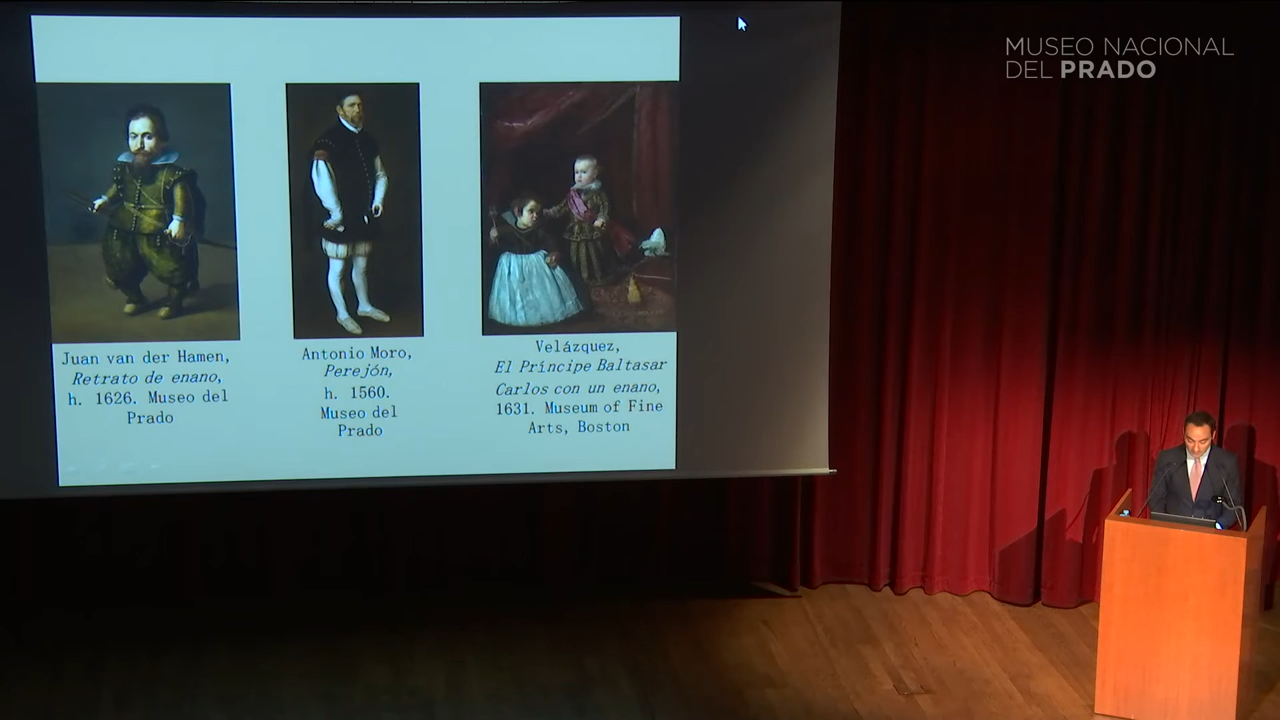 MUSEO NACIONAL
DEL PRADO
Juan van der Hamen,
Retrato de enano,
h. 1626. Museo del
Prado
Antonio Moro,
Perejón,
h. 1560.
Museo del
Prado
Velázquez,
El Príncipe Baltasar
Carlos con un enano,
1631. Museum of Fine
Arts, Boston